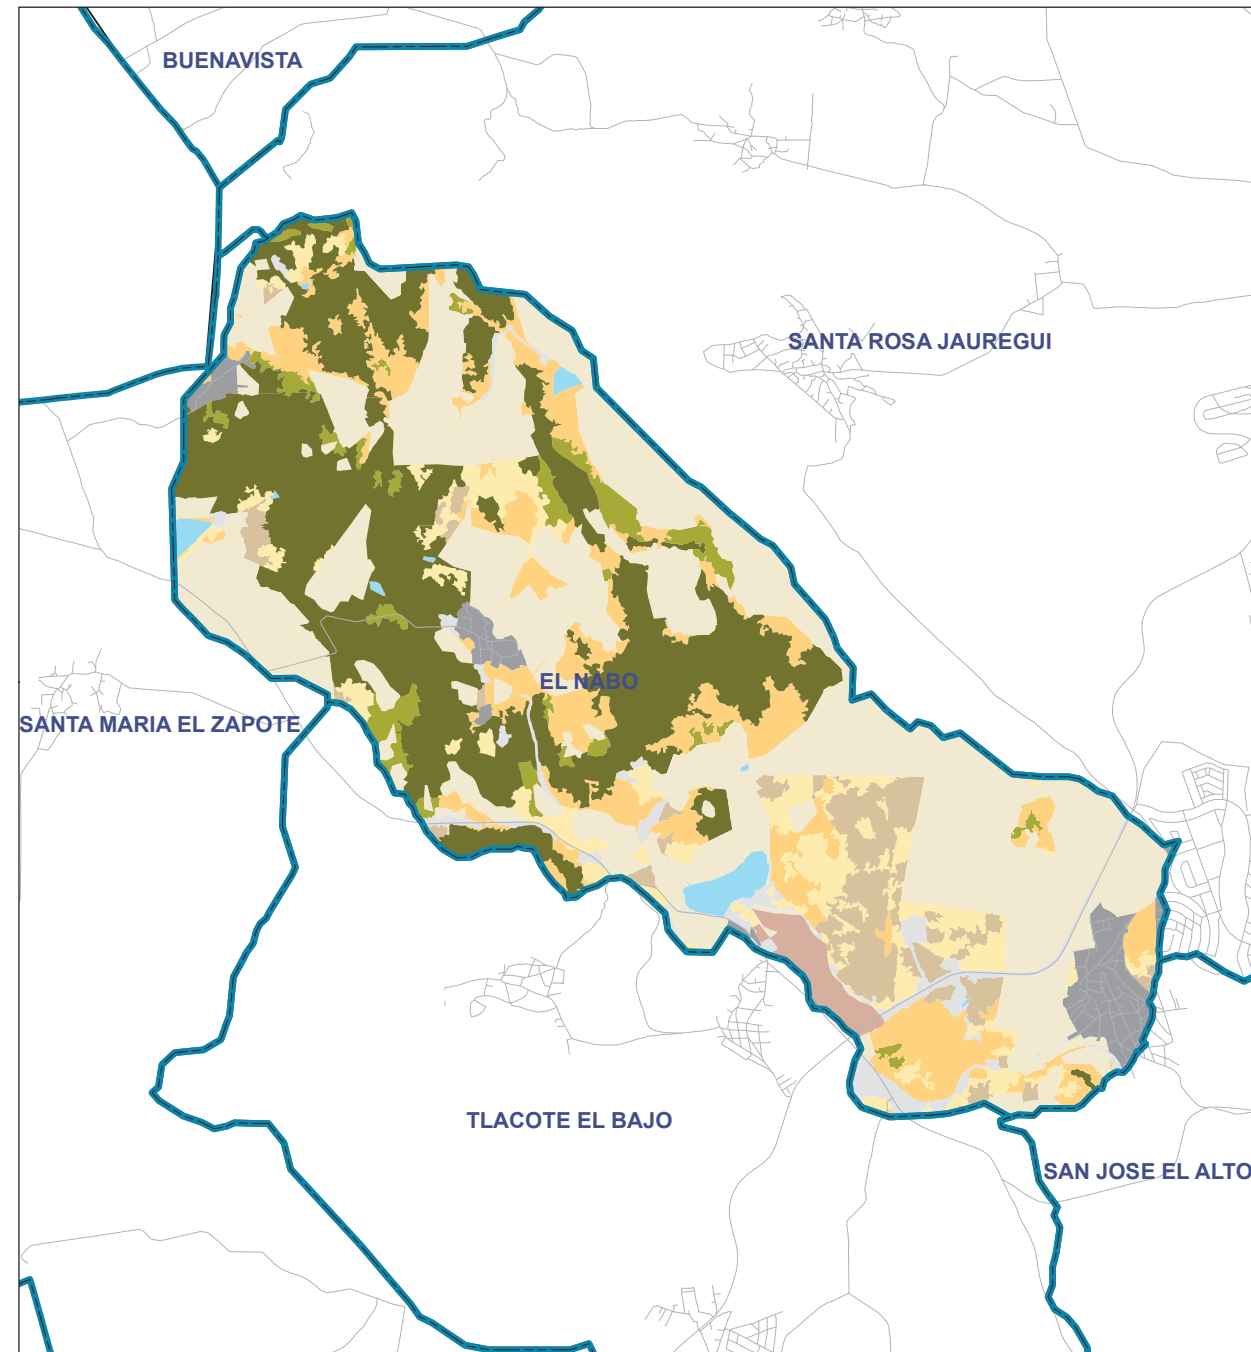 BUENAVISTA
SANTA ROSA JAUREGUI
EL NABO
SANTA MARIA EL ZAPOTE
TLACOTE EL BAJO
SAN JOSE EL ALTO